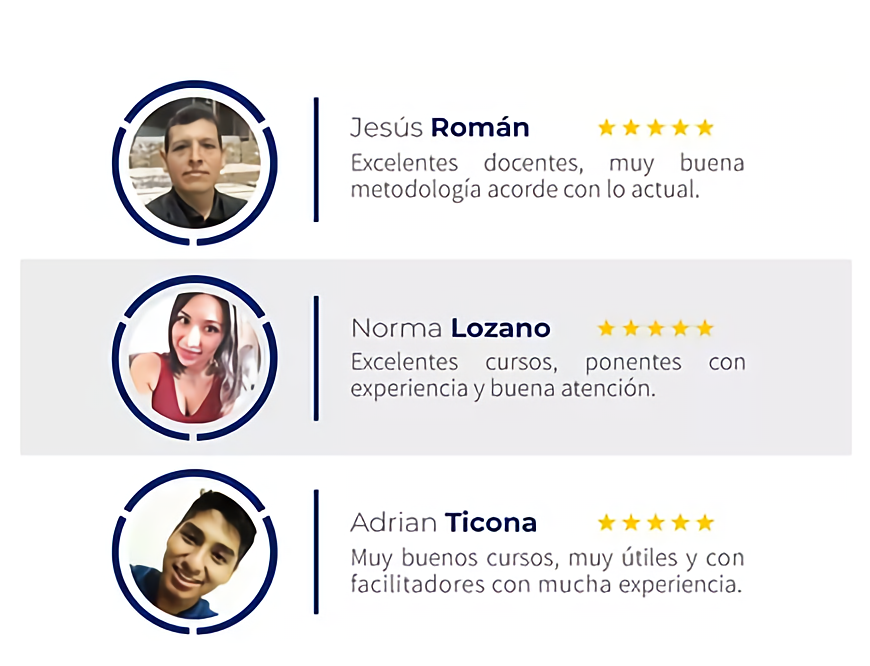 Jesús Román
Excelentes docentes, muy buena
metodología acorde con lo actual.
Norma Lozano
Excelentes cursos, ponentes con
experiencia y buena atención.
Adrian Ticona
Muy buenos cursos, muy útiles y con
facilitadores con mucha experiencia.